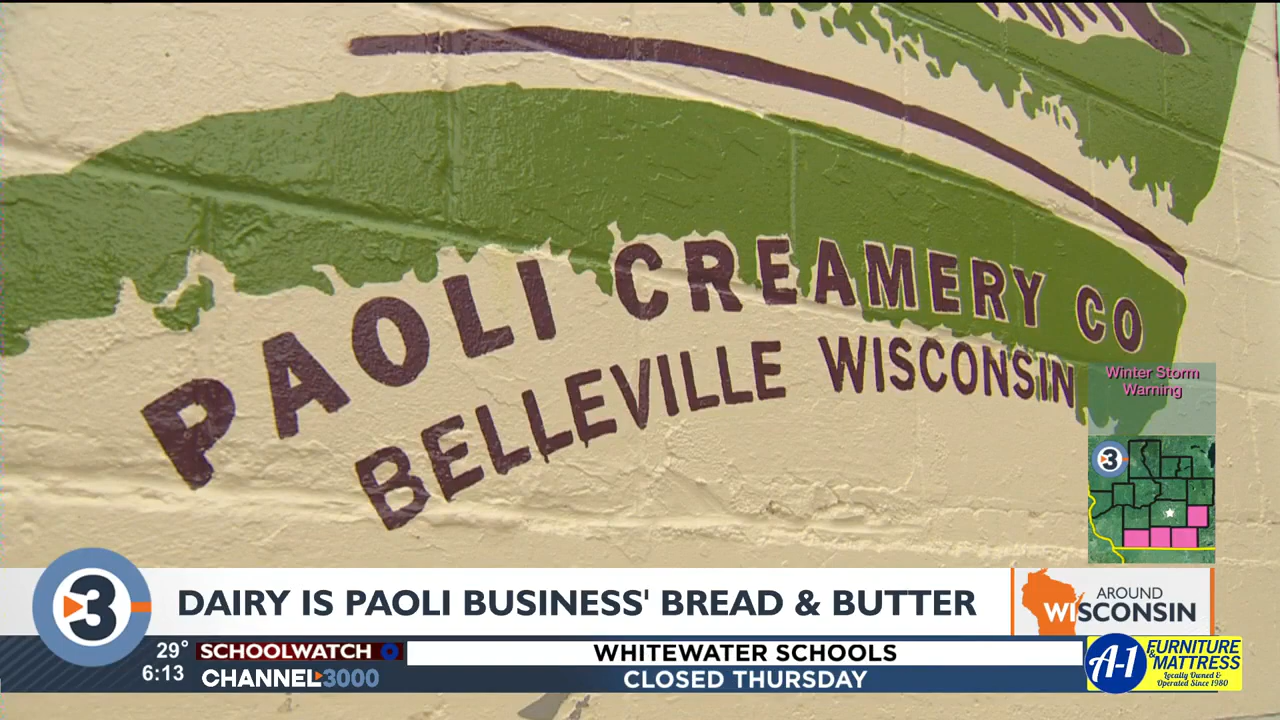 PAOLI CREAMERY CO
BELLEVILLE WISCONSIN
Winter Storm
Warning
3
3
DAIRY IS PAOLI BUSINESS' BREAD & BUTTER
AROUND
WISCONSIN
29°
6:13
SCHOOLWATCH
CHANNEL3000
WHITEWATER SCHOOLS
CLOSED THURSDAY
A-1
FURNITURE
& MATTRESS
Locally Owned &
Operated Since 1980